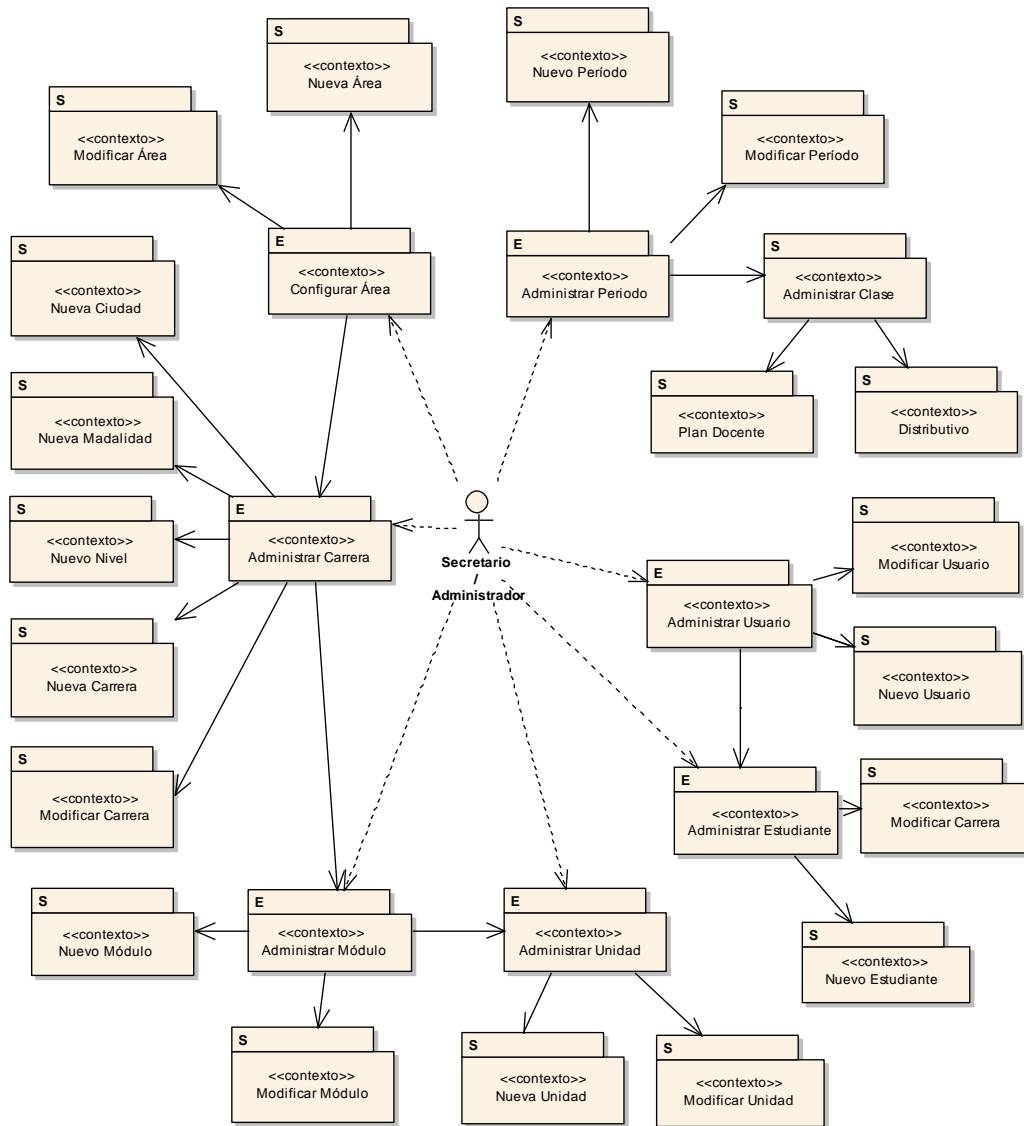 S
<<contexto>>
Nueva Área
S
<<contexto>>
Nuevo Período
S
<<contexto>>
Modificar Área
S
<<contexto>>
Modificar Período
E
<<contexto>>
Configurar Área
E
<<contexto>>
Administrar Periodo
S
<<contexto>>
Administrar Clase
S
<<contexto>>
Nueva Ciudad
S
<<contexto>>
Plan Docente
S
<<contexto>>
Distributivo
S
<<contexto>>
Nueva Madalidad
S
<<contexto>>
Nuevo Nivel
E
<<contexto>>
Administrar Carrera
Secretario
/
Administrador
S
<<contexto>>
Modificar Usuario
E
<<contexto>>
Administrar Usuario
S
<<contexto>>
Nuevo Usuario
S
<<contexto>>
Nueva Carrera
S
<<contexto>>
Modificar Carrera
E
<<contexto>>
Administrar Estudiante
S
<<contexto>>
Modificar Carrera
S
<<contexto>>
Nuevo Módulo
E
<<contexto>>
Administrar Módulo
E
<<contexto>>
Administrar Unidad
S
<<contexto>>
Nuevo Estudiante
S
<<contexto>>
Modificar Módulo
S
<<contexto>>
Nueva Unidad
S
<<contexto>>
Modificar Unidad